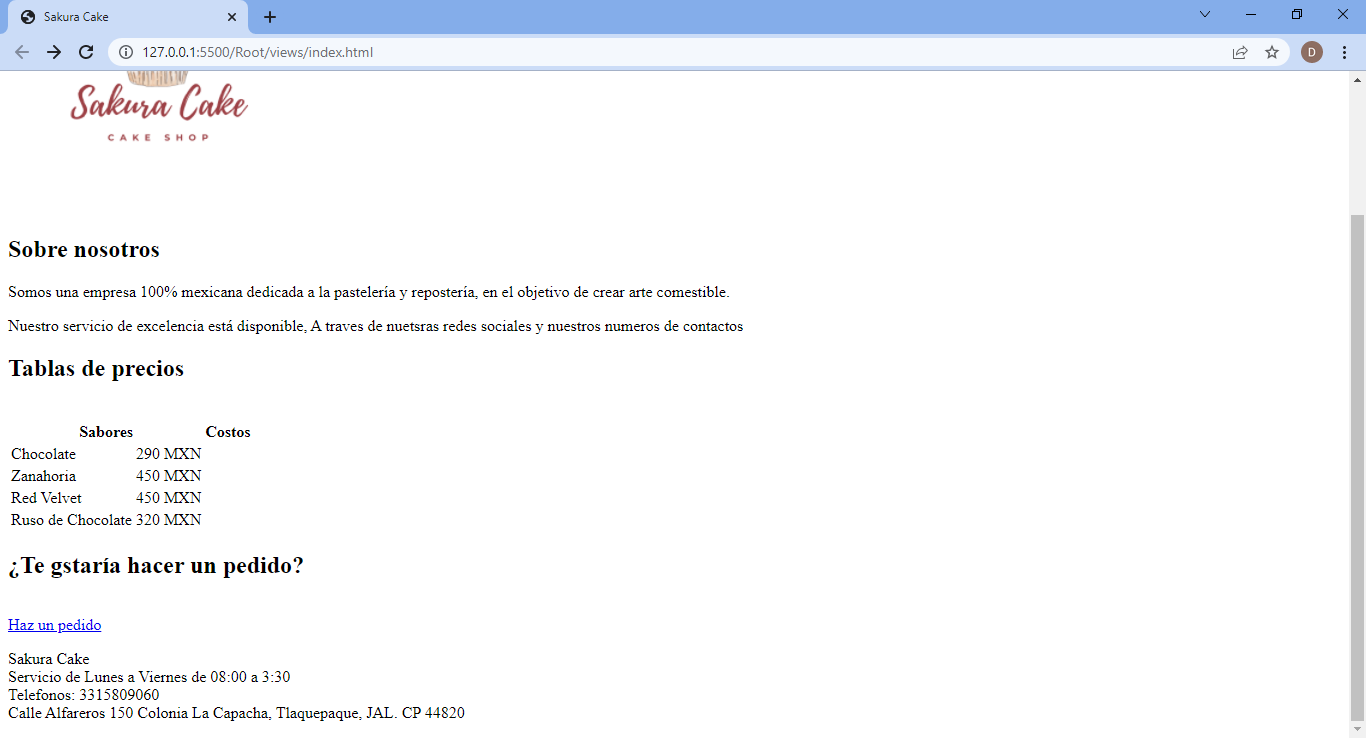 Sakura Cake
127.0.0.1:5500/Root/views/index.html
D
Sakura Cake
CAKE SHOP
Sobre nosotros
Somos una empresa 100% mexicana dedicada a la pastelería y repostería, en el objetivo de crear arte comestible.
Nuestro servicio de excelencia está disponible, A traves de nuetsras redes sociales y nuestros numeros de contactos
Tablas de precios
Sabores Costos
Chocolate 290 MXN
Zanahoria 450 MXN
Red Velvet 450 MXN
Ruso de Chocolate 320 MXN
¿Te gstaría hacer un pedido?
Haz un pedido
Sakura Cake
Servicio de Lunes a Viernes de 08:00 a 3:30
Telefonos: 3315809060
Calle Alfareros 150 Colonia La Capacha, Tlaquepaque, JAL. CP 44820